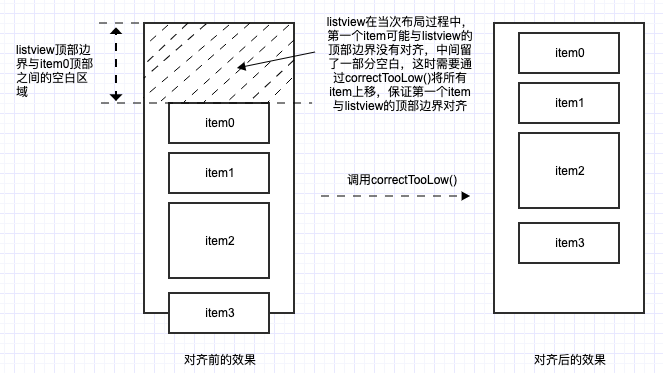 listview顶部边
界与item0顶部
之间的空白区
域
listview在当次布局过程中，
第一个item可能与listview的
顶部边界没有对齐，中间留
了一部分空白，这时需要通
过correctTooLow()将所有
item上移，保证第一个item
与listview的顶部边界对齐
item0
item1
item2
item3
对齐前的效果
调用correctTooLow()
item0
item1
item2
item3
对齐后的效果